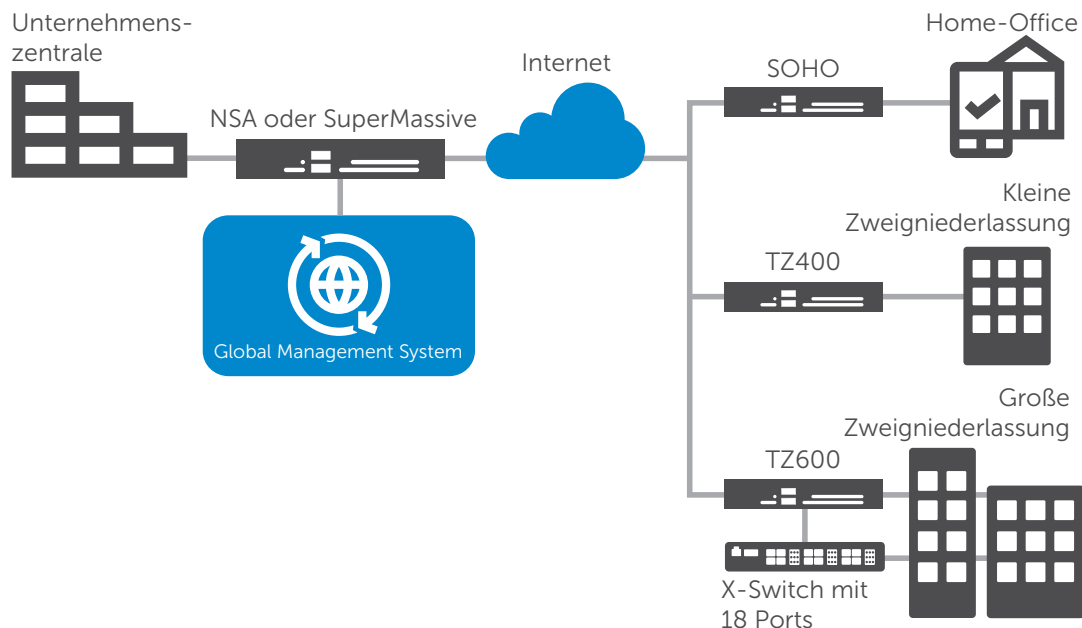 Unternehmens-
zentrale
NSA oder SuperMassive
Internet
Global Management System
SOHO
Home-Office
Kleine
Zweigniederlassung
TZ400
Große
Zweigniederlassung
TZ600
X-Switch mit
18 Ports